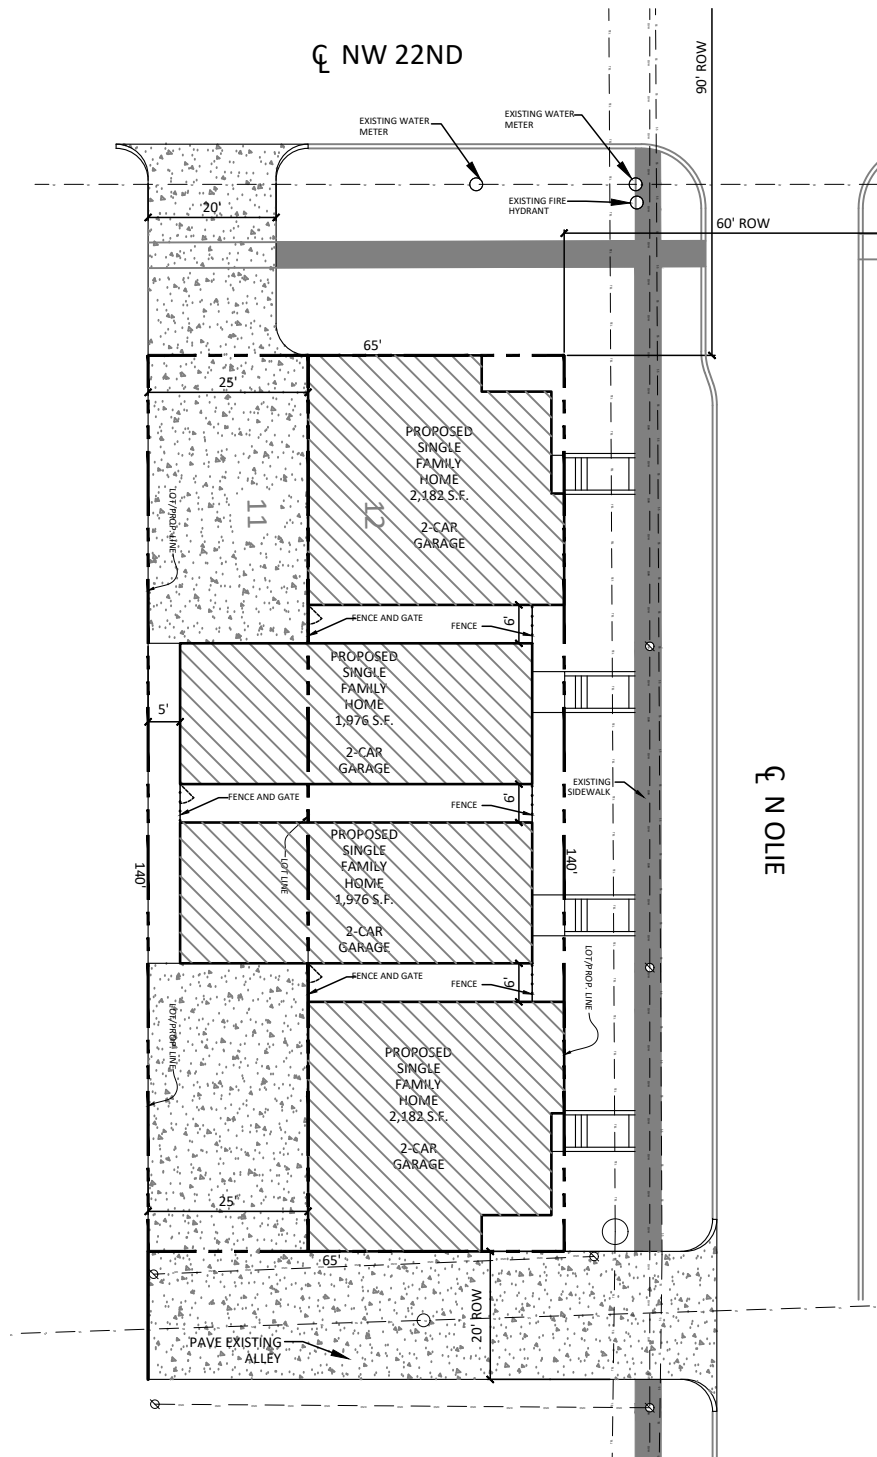 ℄ NW 22ND
90' ROW
EXISTING WATER
METER
EXISTING WATER
METER
EXISTING FIRE
HYDRANT
20'
60' ROW
65'
25'
PROPOSED
SINGLE
FAMILY
HOME
2,182 S.F.
2-CAR
GARAGE
LOT/PROP. LINE
11
12
FENCE AND GATE
FENCE
9'
PROPOSED
SINGLE
FAMILY
HOME
1,976 S.F.
2-CAR
GARAGE
5'
EXISTING
SIDEWALK
℄ N OLIE
FENCE AND GATE
FENCE
9'
PROPOSED
SINGLE
FAMILY
HOME
1,976 S.F.
2-CAR
GARAGE
LOT LINE
140'
140'
FENCE AND GATE
FENCE
9'
LOT/PROP. LINE
LOT/PROP. LINE
PROPOSED
SINGLE
FAMILY
HOME
2,182 S.F.
2-CAR
GARAGE
25'
65'
20' ROW
PAVE EXISTING
ALLEY